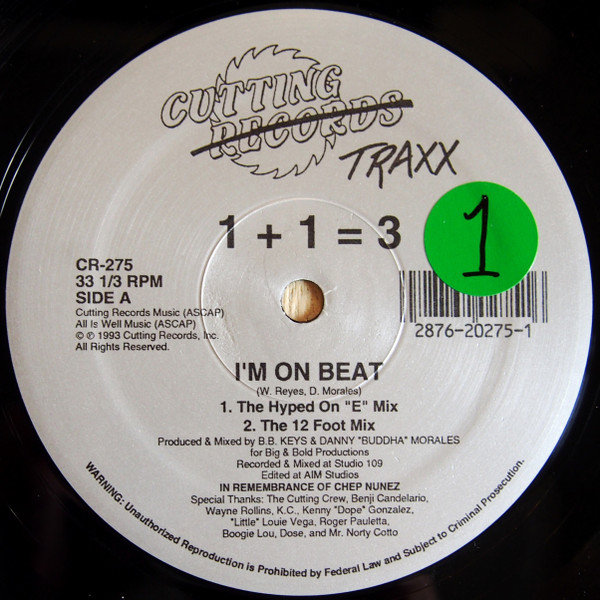 CUTTING
RECORDS
TRAXX
1 + 1 = 3
1
CR-275
33 1/3 RPM
SIDE A
Cutting Records Music (ASCAP)
All Is Well Music (ASCAP)
© ℗ 1993 Cutting Records, Inc.
All Rights Reserved.
2876-20275-1
I'M ON BEAT
(W. Reyes, D. Morales)
1. The Hyped On "E" Mix
2. The 12 Foot Mix
Produced & Mixed by B.B. KEYS & DANNY "BUDDHA" MORALES
for Big & Bold Productions
Recorded & Mixed at Studio 109
Edited at AIM Studios
IN REMEMBRANCE OF CHEP NUNEZ
Special Thanks: The Cutting Crew, Benji Candelario,
Wayne Rollins, K.C., Kenny "Dope" Gonzalez,
"Little" Louie Vega, Roger Pauletta,
Boogie Lou, Dose, and Mr. Norty Cotto
WARNING: Unauthorized Reproduction is Prohibited by Federal Law and Subject to Criminal Prosecution.